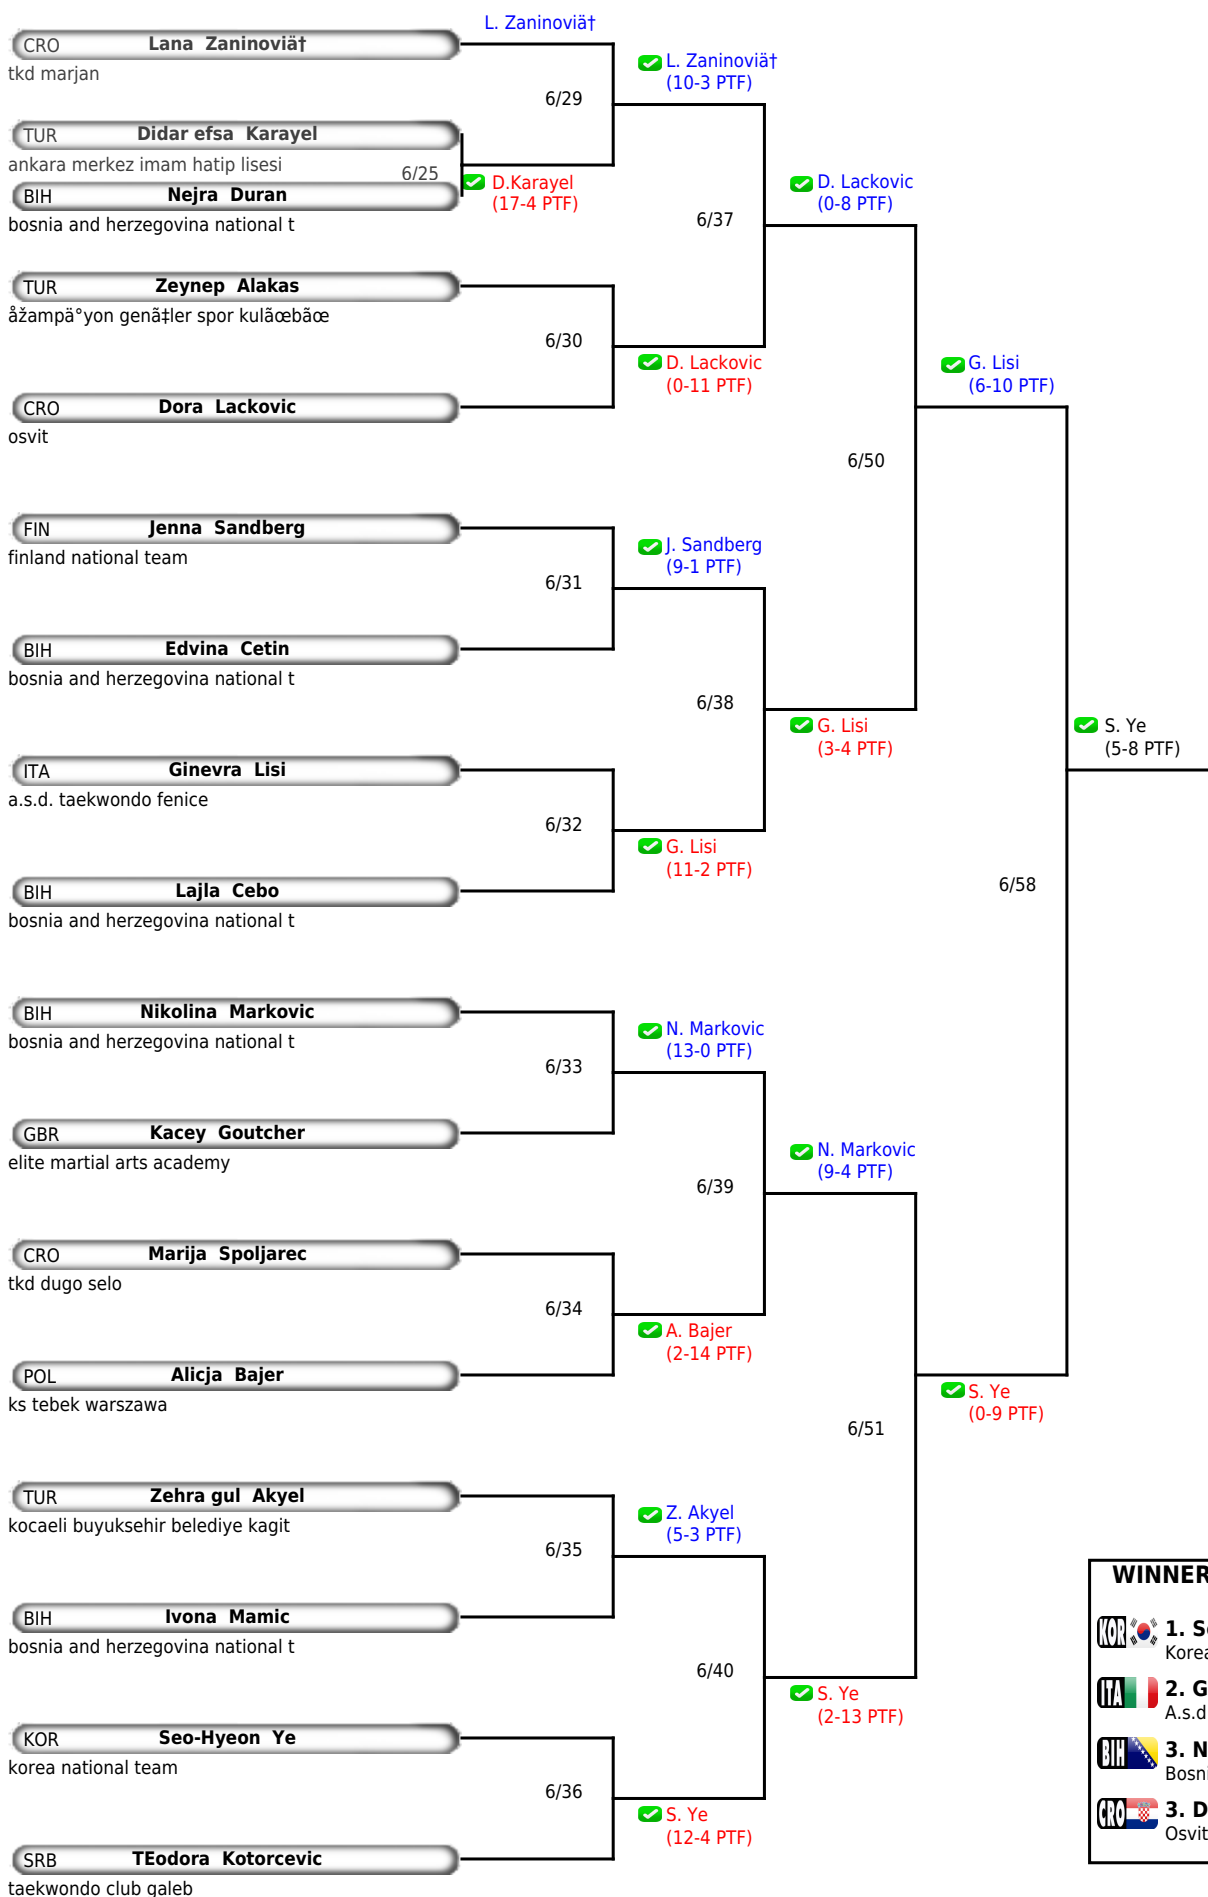 L. Zaninoviä†
CRO Lana Zaninoviä†
tkd marjan
L. Zaninoviä†
(10-3 PTF)
6/29
TUR Didar efsa Karayel
ankara merkez imam hatip lisesi
6/25
D.Karayel
(17-4 PTF)
BIH Nejra Duran
bosnia and herzegovina national t
D. Lackovic
(0-8 PTF)
6/37
TUR Zeynep Alakas
åžampä°yon genã‡ler spor kulãœbãœ
6/30
D. Lackovic
(0-11 PTF)
G. Lisi
(6-10 PTF)
CRO Dora Lackovic
osvit
6/50
FIN Jenna Sandberg
finland national team
J. Sandberg
(9-1 PTF)
6/31
BIH Edvina Cetin
bosnia and herzegovina national t
6/38
G. Lisi
(3-4 PTF)
S. Ye
(5-8 PTF)
ITA Ginevra Lisi
a.s.d. taekwondo fenice
6/32
G. Lisi
(11-2 PTF)
6/58
BIH Lajla Cebo
bosnia and herzegovina national t
BIH Nikolina Markovic
bosnia and herzegovina national t
N. Markovic
(13-0 PTF)
6/33
GBR Kacey Goutcher
elite martial arts academy
N. Markovic
(9-4 PTF)
6/39
CRO Marija Spoljarec
tkd dugo selo
6/34
A. Bajer
(2-14 PTF)
POL Alicja Bajer
ks tebek warszawa
S. Ye
(0-9 PTF)
6/51
TUR Zehra gul Akyel
kocaeli buyuksehir belediye kagit
Z. Akyel
(5-3 PTF)
6/35
BIH Ivona Mamic
bosnia and herzegovina national t
6/40
S. Ye
(2-13 PTF)
KOR Seo-Hyeon Ye
korea national team
6/36
S. Ye
(12-4 PTF)
SRB TEodora Kotorcevic
taekwondo club galeb
WINNER
KOR 1. Se
Korea
ITA 2. G
A.s.d
BIH 3. N
Bosni
CRO 3. D
Osvit